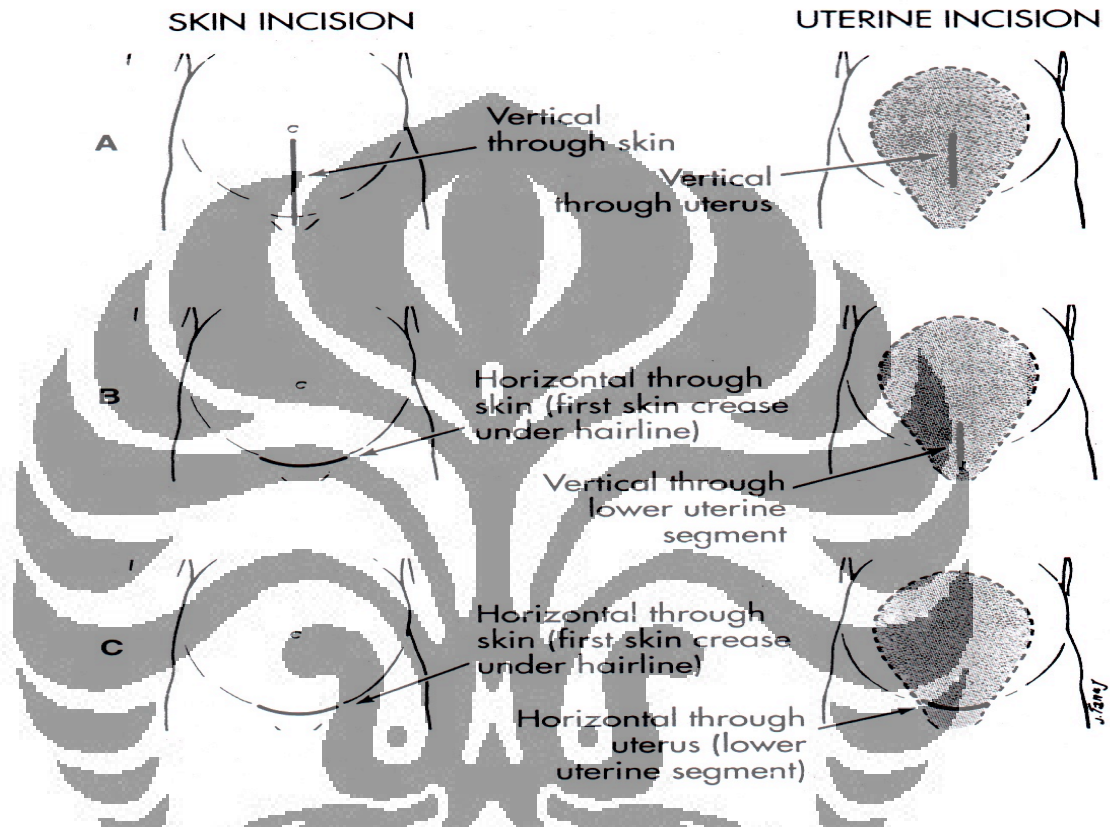 SKIN INCISION
UTERINE INCISION
A
Vertical
through skin
Vertical
through uterus
B
Horizontal through
skin (first skin crease
under hairline)
Vertical through
lower uterine
segment
C
Horizontal through
skin (first skin crease
under hairline)
Horizontal through
uterus (lower
uterine segment)